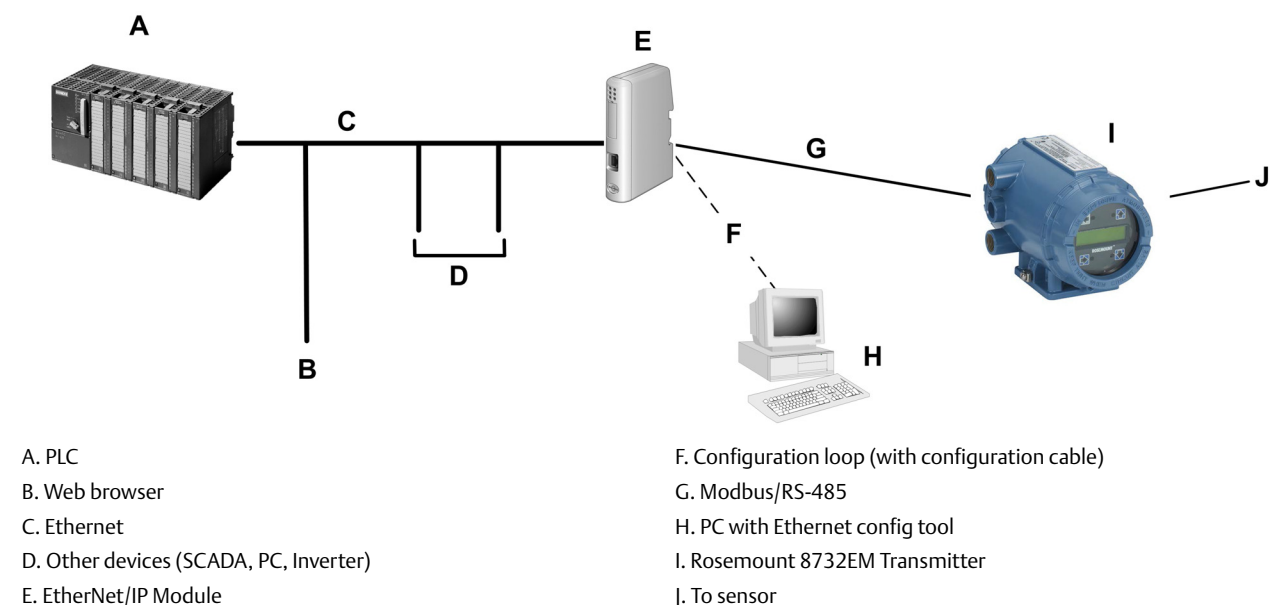 A
E
C
I
G
J
F
D
H
B
A. PLC
B. Web browser
C. Ethernet
D. Other devices (SCADA, PC, Inverter)
E. EtherNet/IP Module
F. Configuration loop (with configuration cable)
G. Modbus/RS-485
H. PC with Ethernet config tool
I. Rosemount 8732EM Transmitter
J. To sensor